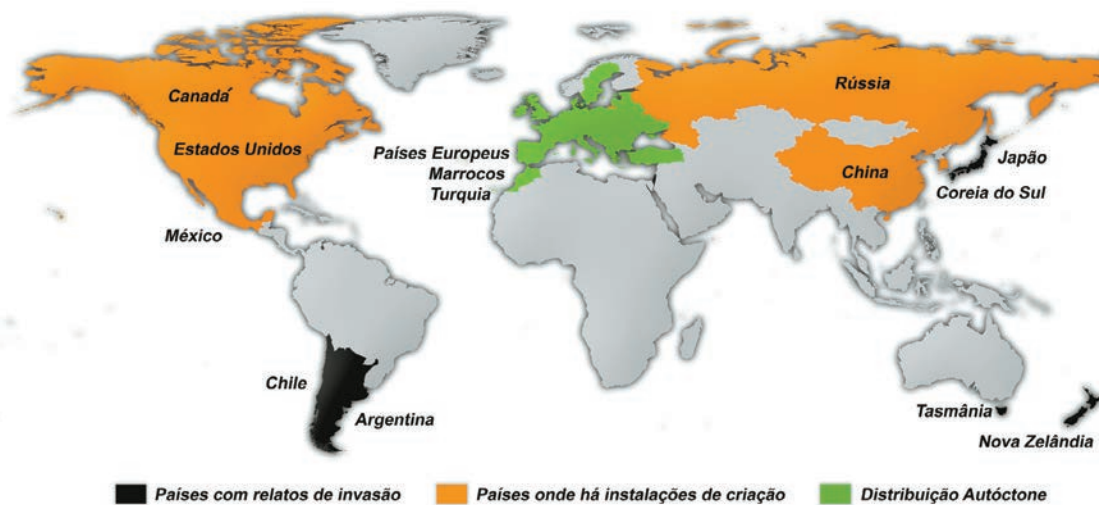 Canadá
Rússia
Estados Unidos
Países Europeus
Marrocos
Turquia
China
Japão
Coreia do Sul
México
Chile
Argentina
Tasmânia
Nova Zelândia
Países com relatos de invasão
Países onde há instalações de criação
Distribuição Autóctone